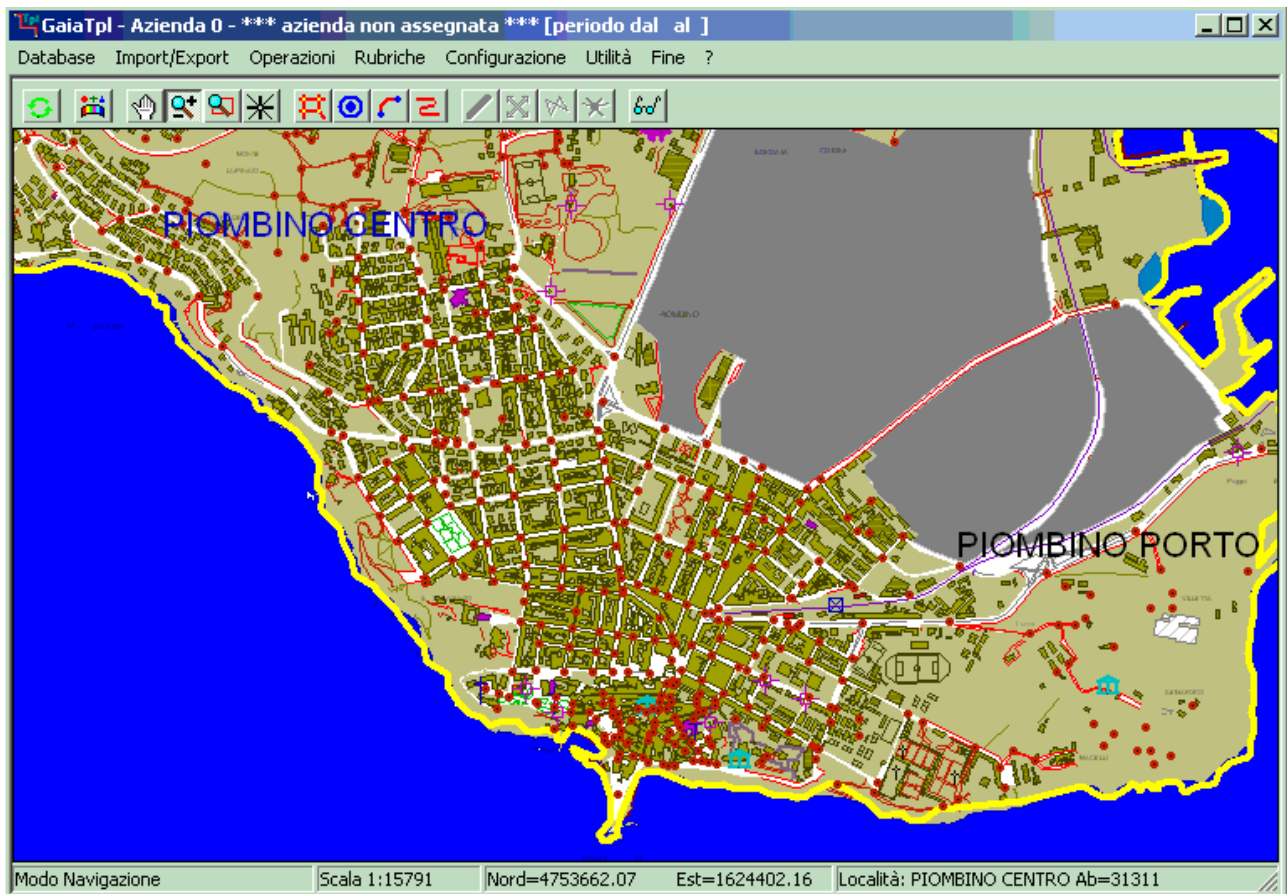 GaiaTpl - Azienda 0 - *** azienda non assegnata *** [periodo dal al ]
Database Import/Export Operazioni Rubriche Configurazione Utilità Fine ?
PIOMBINO CENTRO
PIOMBINO
PIOMBINO PORTO
Modo Navigazione Scala 1:15791 Nord=4753662.07 Est=1624402.16 Località: PIOMBINO CENTRO Ab=31311